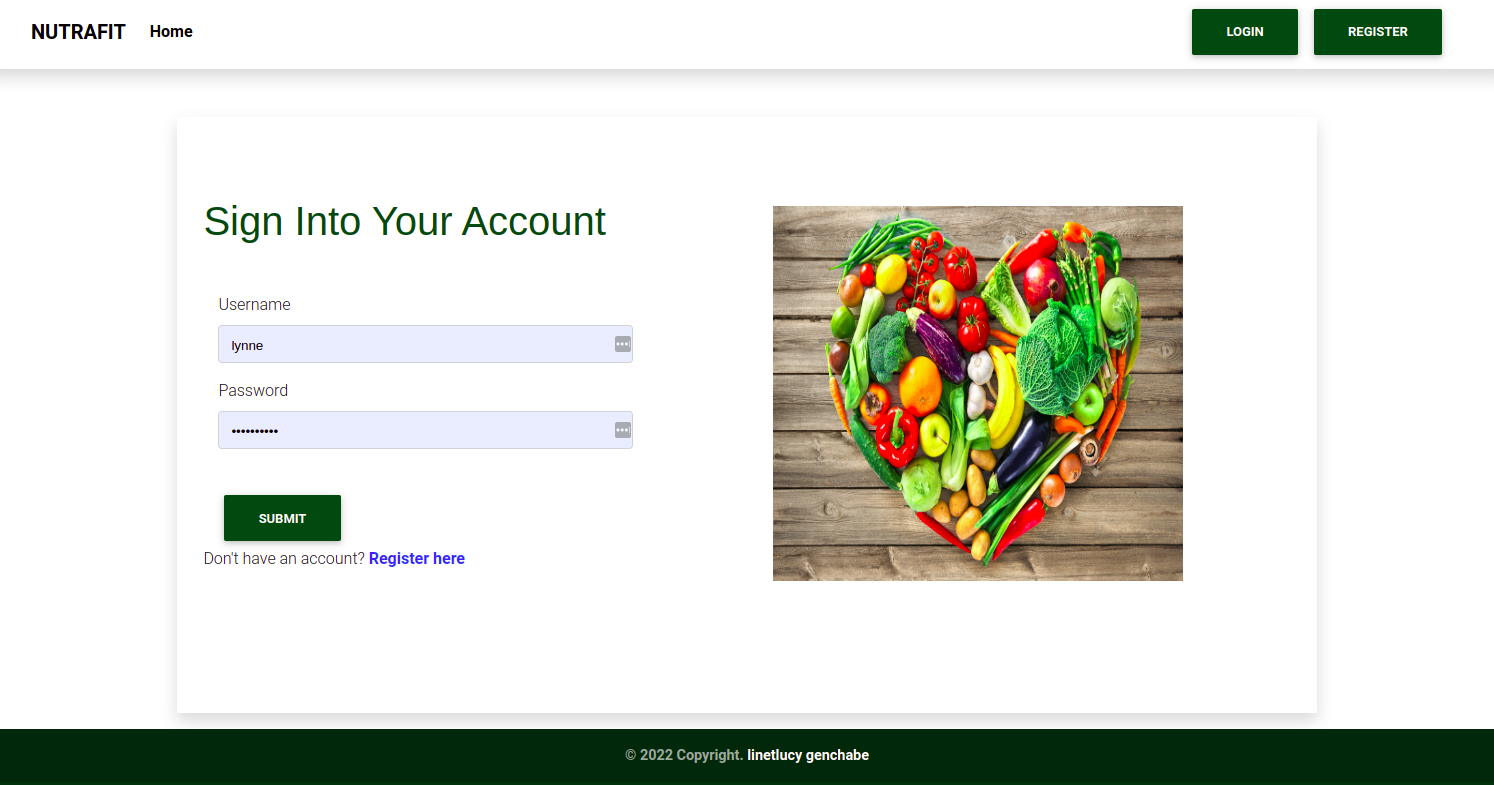 NUTRAFIT Home LOGIN REGISTER
Sign Into Your Account
Username
lynne
Password
••••••••••
SUBMIT
Don't have an account? Register here
© 2022 Copyright. linetlucy genchabe